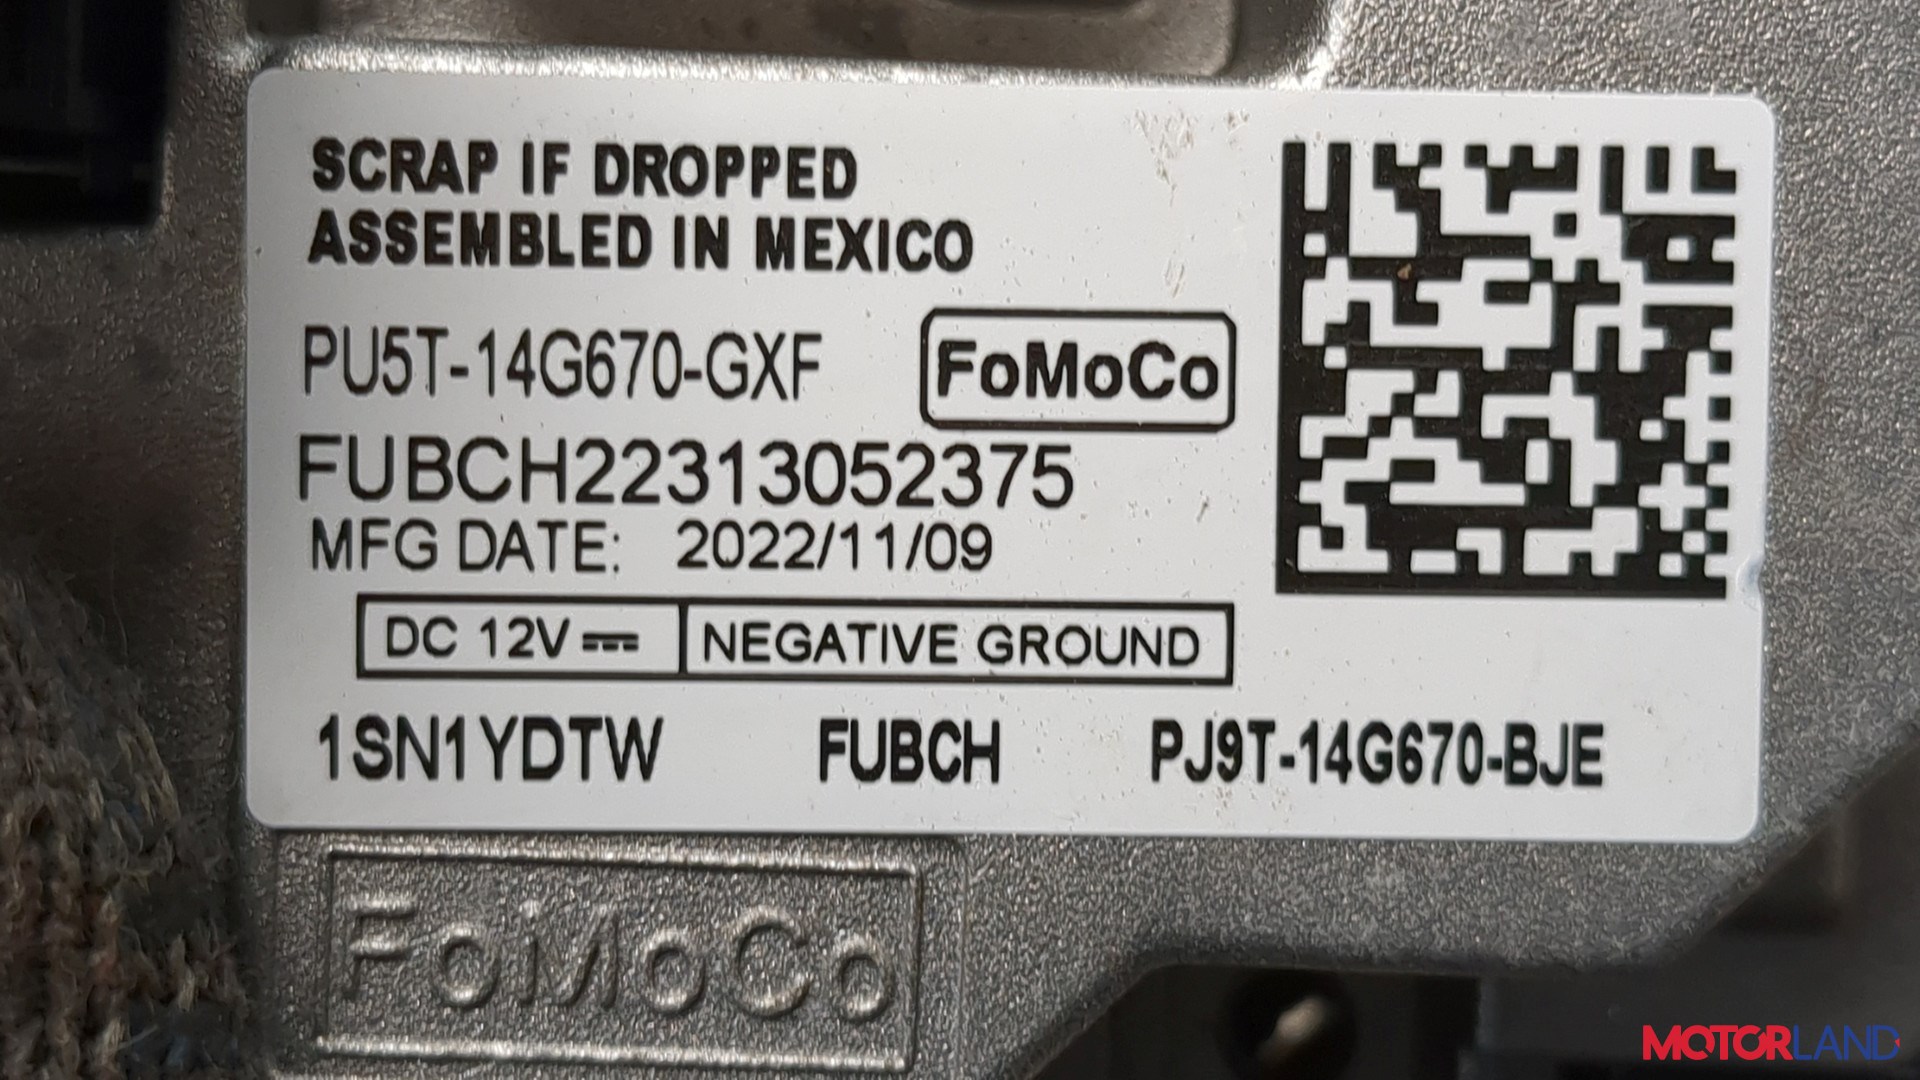 SCRAP IF DROPPED
ASSEMBLED IN MEXICO
PU5T-14G670-GXF
FoMoCo
FUBCH22313052375
MFG DATE: 2022/11/09
DC 12V ⎓ NEGATIVE GROUND
1SN1YDTW FUBCH PJ9T-14G670-BJE
FoMoCo
MOTORLAND